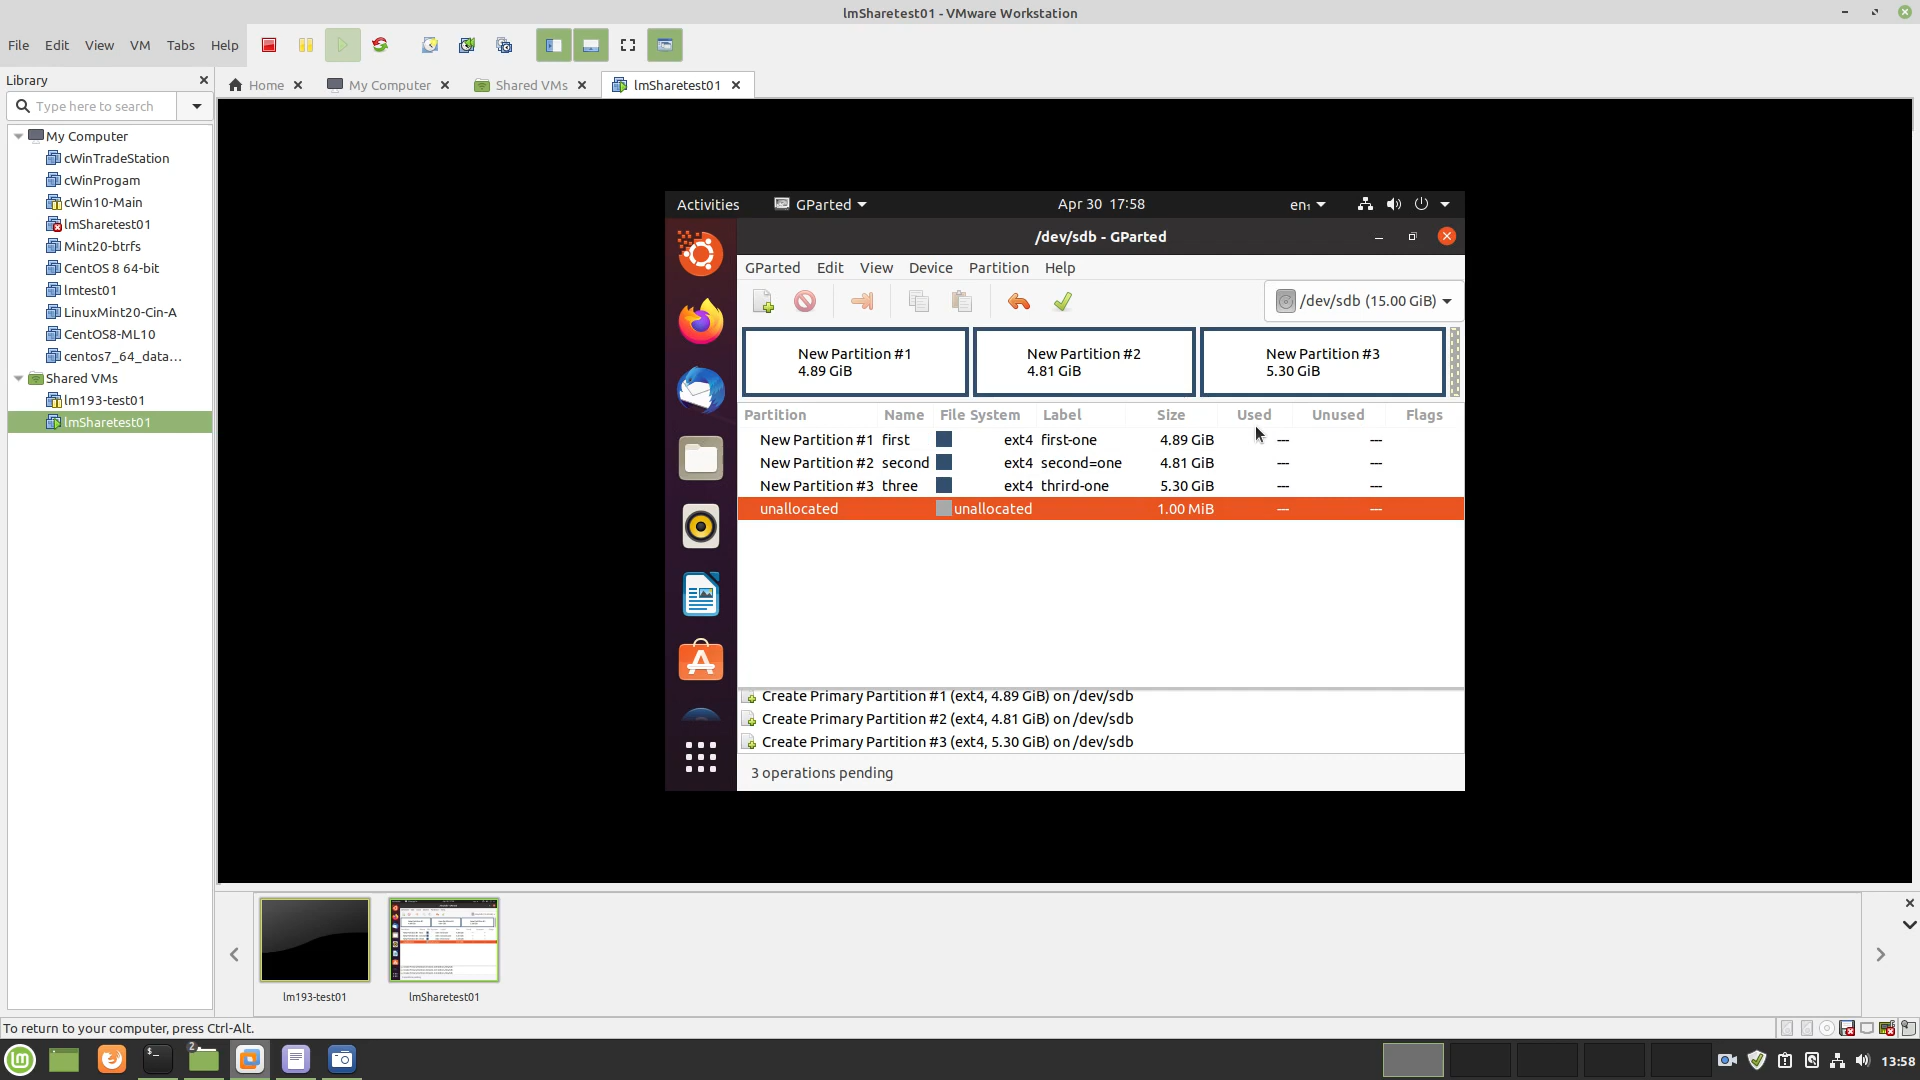 lmSharetest01 - VMware Workstation
File Edit View VM Tabs Help
Library
Type here to search
Home My Computer Shared VMs lmSharetest01
My Computer
cWinTradeStation
cWinProgam
cWin10-Main
lmSharetest01
Mint20-btrfs
CentOS 8 64-bit
lmtest01
LinuxMint20-Cin-A
CentOS8-ML10
centos7_64_data...
Shared VMs
lm193-test01
lmSharetest01
Activities GParted Apr 30 17:58 en₁
/dev/sdb - GParted
GParted Edit View Device Partition Help
/dev/sdb (15.00 GiB)
New Partition #1
4.89 GiB
New Partition #2
4.81 GiB
New Partition #3
5.30 GiB
Partition Name File System Label Size Used Unused Flags
New Partition #1 first ext4 first-one 4.89 GiB --- ---
New Partition #2 second ext4 second=one 4.81 GiB --- ---
New Partition #3 three ext4 thrird-one 5.30 GiB --- ---
unallocated unallocated 1.00 MiB --- ---
Create Primary Partition #1 (ext4, 4.89 GiB) on /dev/sdb
Create Primary Partition #2 (ext4, 4.81 GiB) on /dev/sdb
Create Primary Partition #3 (ext4, 5.30 GiB) on /dev/sdb
3 operations pending
lm193-test01
lmSharetest01
To return to your computer, press Ctrl-Alt.
2
13:58